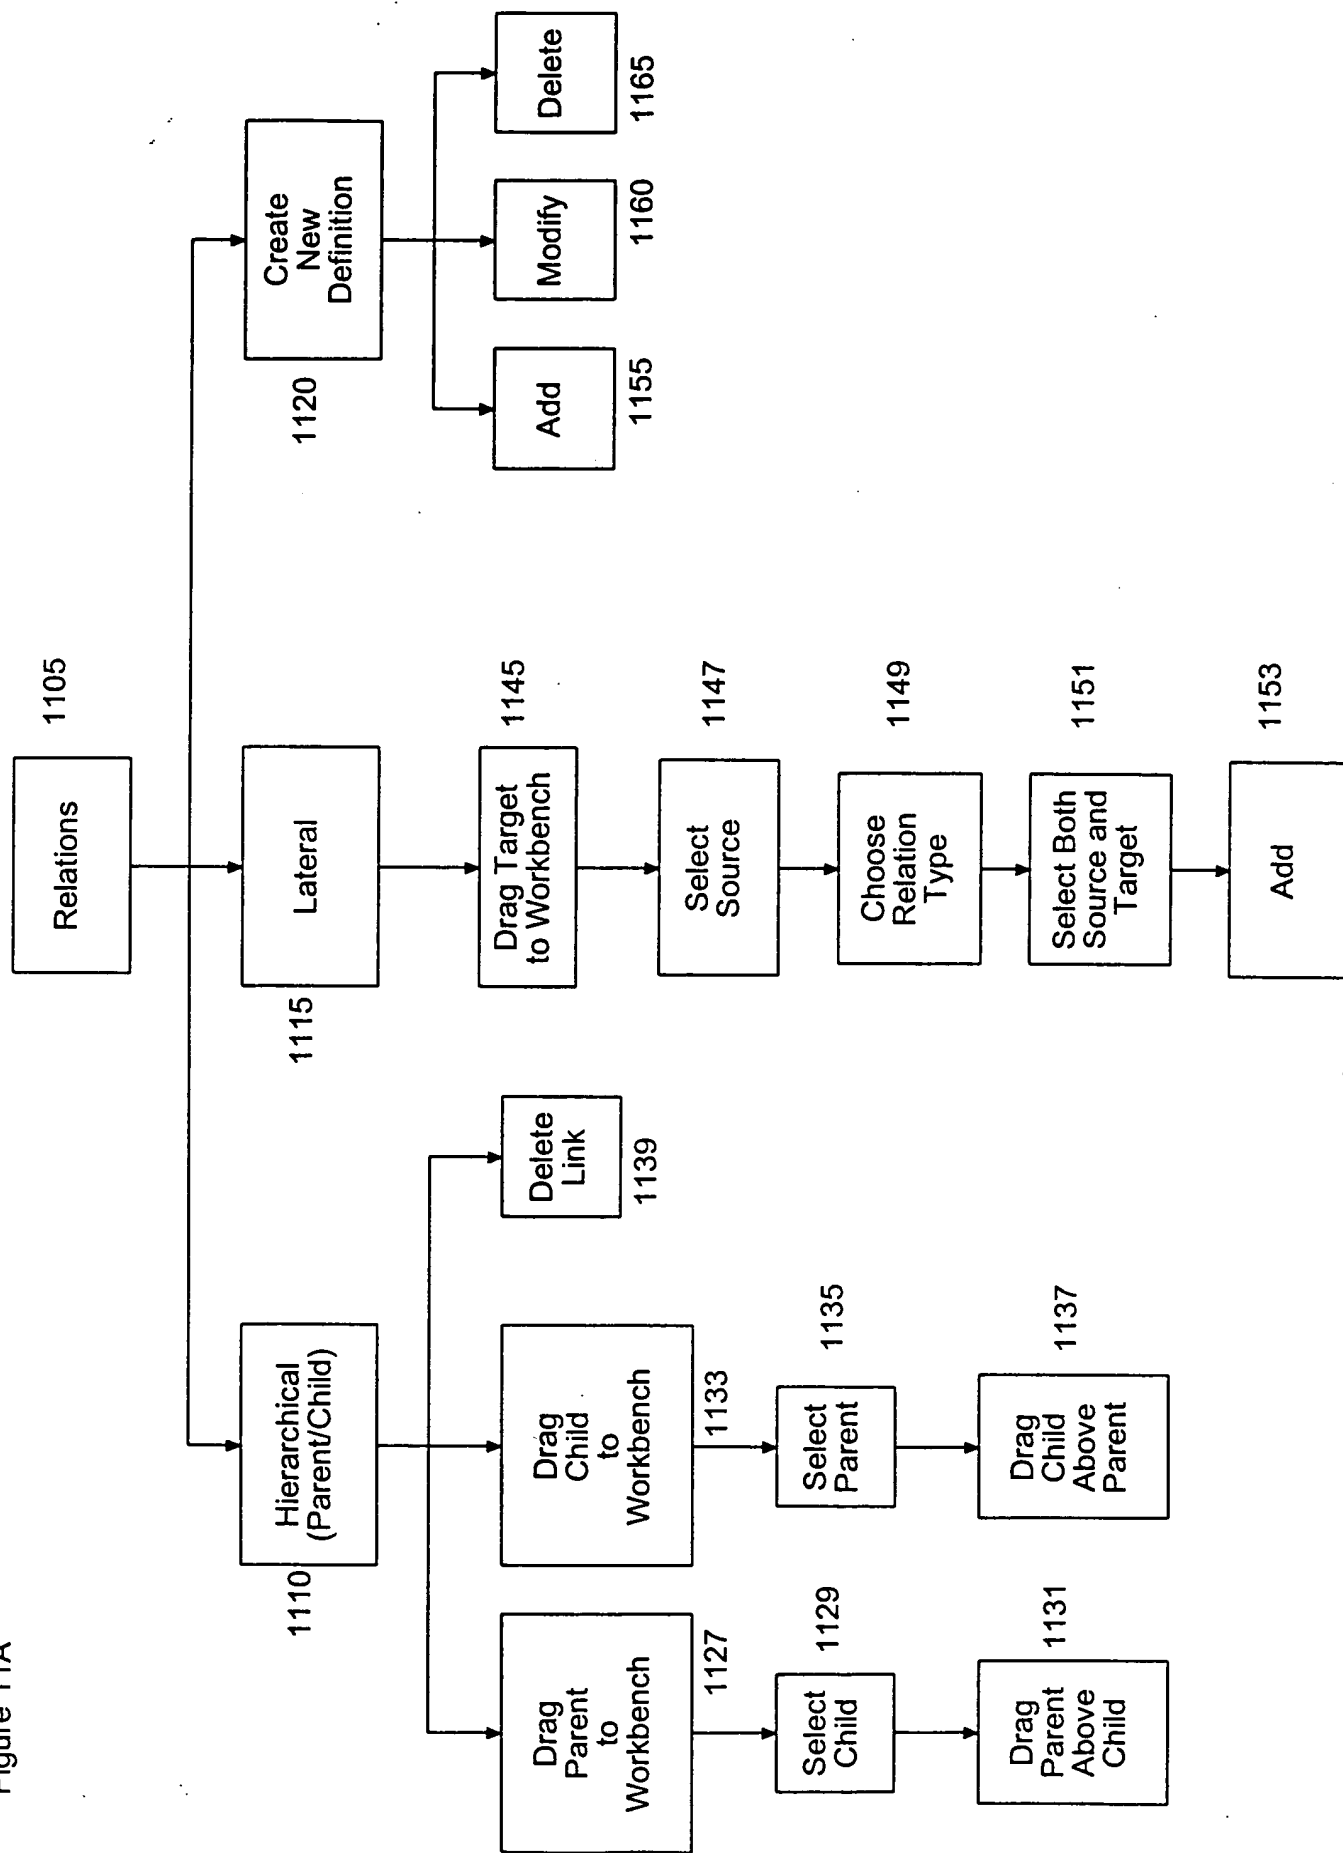 Figure 11A
Relations
1105
Hierarchical
(Parent/Child)
1110
Lateral
1115
Create
New
Definition
1120
Drag
Parent
to
Workbench
1127
Select
Child
1129
Drag
Parent
Above
Child
1131
Drag
Child
to
Workbench
1133
Select
Parent
1135
Drag
Child
Above
Parent
1137
Delete
Link
1139
Drag Target
to Workbench
1145
Select
Source
1147
Choose
Relation
Type
1149
Select Both
Source and
Target
1151
Add
1153
Add
1155
Modify
1160
Delete
1165